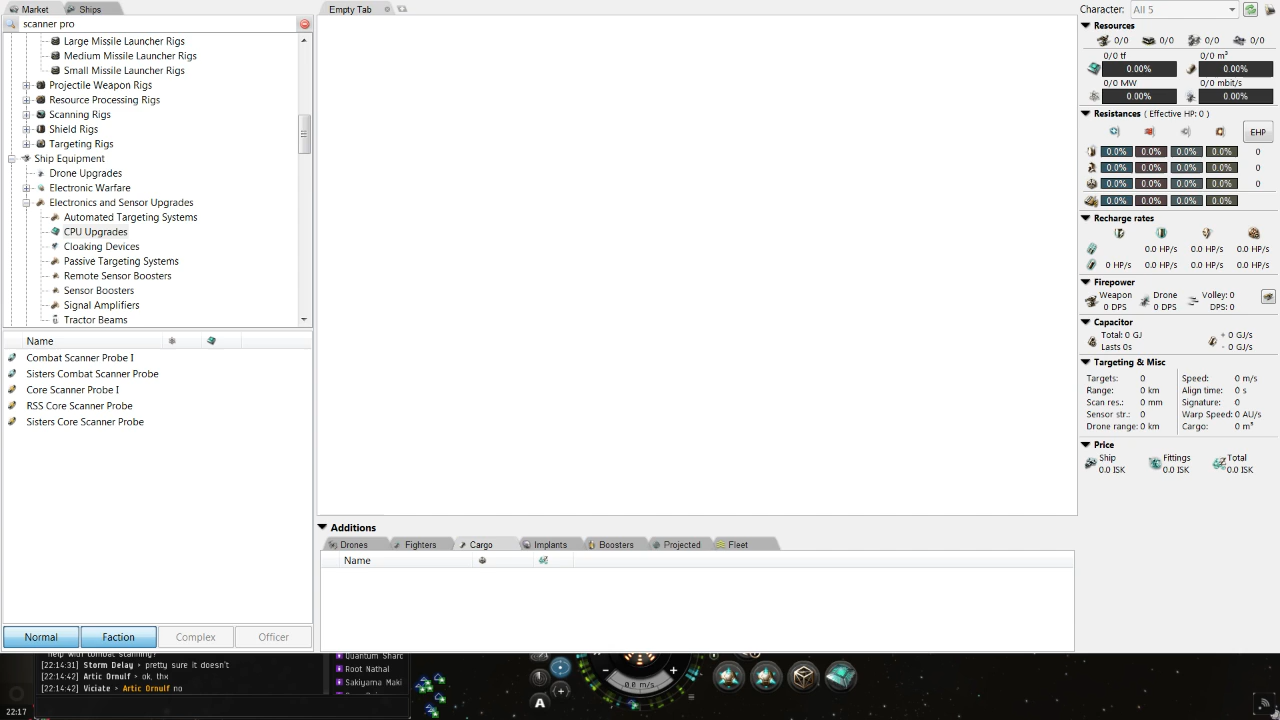 Market
Ships
scanner pro
Large Missile Launcher Rigs
Medium Missile Launcher Rigs
Small Missile Launcher Rigs
Projectile Weapon Rigs
Resource Processing Rigs
Scanning Rigs
Shield Rigs
Targeting Rigs
Ship Equipment
Drone Upgrades
Electronic Warfare
Electronics and Sensor Upgrades
Automated Targeting Systems
CPU Upgrades
Cloaking Devices
Passive Targeting Systems
Remote Sensor Boosters
Sensor Boosters
Signal Amplifiers
Tractor Beams
Name
Combat Scanner Probe I
Sisters Combat Scanner Probe
Core Scanner Probe I
RSS Core Scanner Probe
Sisters Core Scanner Probe
Normal Faction Complex Officer
Empty Tab
Additions
Drones Fighters Cargo Implants Boosters Projected Fleet
Name
Character: All 5
Resources
0/0 0/0 0/0 0/0
0/0 tf 0/0 m³
0.00% 0.00%
0/0 MW 0/0 mbit/s
0.00% 0.00%
Resistances ( Effective HP: 0 )
EHP
0.0% 0.0% 0.0% 0.0% 0
0.0% 0.0% 0.0% 0.0% 0
0.0% 0.0% 0.0% 0.0% 0
0.0% 0.0% 0.0% 0.0%
Recharge rates
0.0 HP/s 0.0 HP/s 0.0 HP/s
0 HP/s 0.0 HP/s 0.0 HP/s 0.0 HP/s
Firepower
Weapon Drone Volley: 0
0 DPS 0 DPS DPS: 0
Capacitor
Total: 0 GJ + 0 GJ/s
Lasts 0s - 0 GJ/s
Targeting & Misc
Targets: 0 Speed: 0 m/s
Range: 0 km Align time: 0 s
Scan res.: 0 mm Signature: 0
Sensor str.: 0 Warp Speed: 0 AU/s
Drone range: 0 km Cargo: 0 m³
Price
Ship Fittings Total
0.0 ISK 0.0 ISK 0.0 ISK
help with combat scanning?
[22:14:31] Storm Delay > pretty sure it doesn't
[22:14:42] Artic Ornulf > ok, thx
[22:14:42] Viciate > Artic Ornulf no
Quantum Sharc
Root Nathal
Sakiyama Maki
0.0 m/s
A
22:17